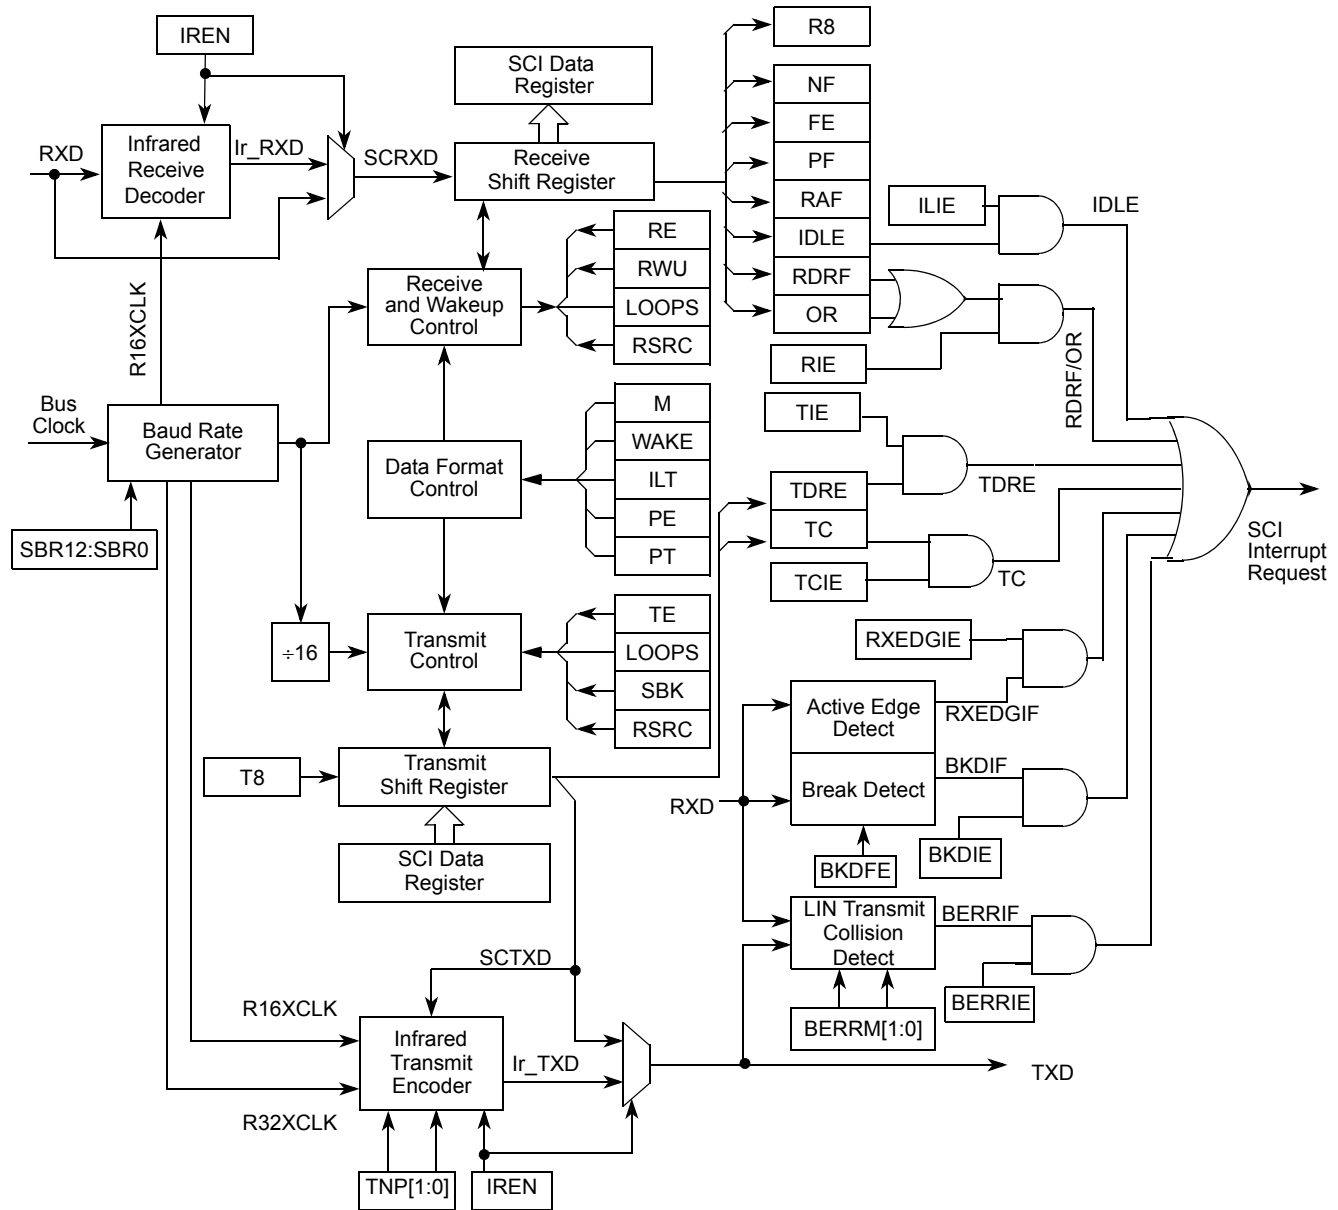 IREN
SCI Data
Register
R8
NF
FE
PF
RAF
IDLE
RDRF
OR
RXD
Infrared
Receive
Decoder
Ir_RXD
SCRXD
Receive
Shift Register
ILIE
IDLE
RE
RWU
LOOPS
RSRC
Receive
and Wakeup
Control
R16XCLK
RIE
RDRF/OR
Bus
Clock
Baud Rate
Generator
M
WAKE
ILT
PE
PT
TIE
Data Format
Control
TDRE
TC
TDRE
SBR12:SBR0
TCIE
TC
SCI
Interrupt
Request
÷16
Transmit
Control
TE
LOOPS
SBK
RSRC
RXEDGIE
Active Edge
Detect
RXEDGIF
T8
Transmit
Shift Register
RXD
Break Detect
BKDIF
SCI Data
Register
BKDFE
BKDIE
LIN Transmit
Collision
Detect
BERRIF
SCTXD
BERRIE
R16XCLK
Infrared
Transmit
Encoder
Ir_TXD
BERRM[1:0]
TXD
R32XCLK
TNP[1:0]
IREN